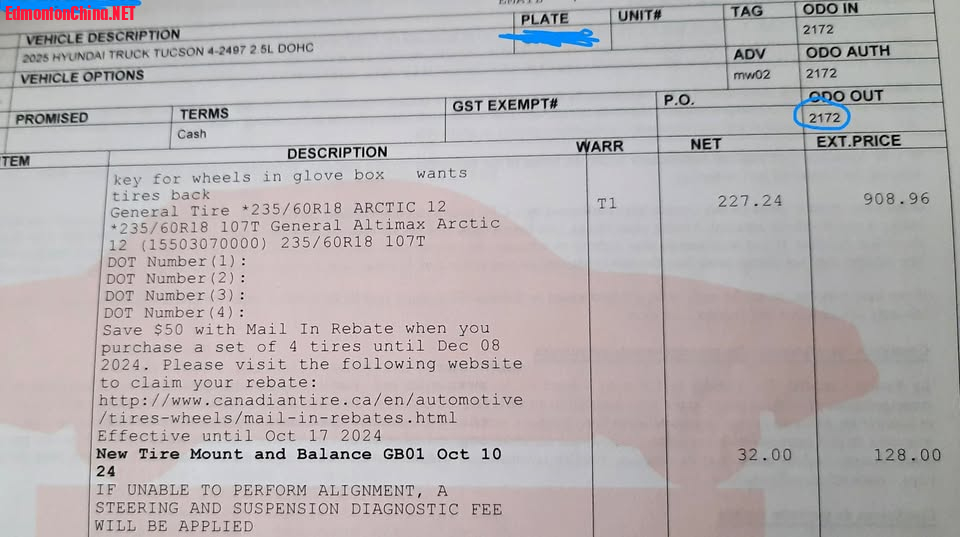 EdmontonChina.NET
PLATE
UNIT#
TAG
ODO IN
VEHICLE DESCRIPTION
2172
2025 HYUNDAI TRUCK TUCSON 4-2497 2.5L DOHC
ADV
ODO AUTH
VEHICLE OPTIONS
mw02
2172
PROMISED
TERMS
GST EXEMPT#
P.O.
ODO OUT
Cash
2172
TEM
DESCRIPTION
WARR
NET
EXT.PRICE
key for wheels in glove box wants
tires back
General Tire *235/60R18 ARCTIC 12
T1
227.24
908.96
*235/60R18 107T General Altimax Arctic
12 (15503070000) 235/60R18 107T
DOT Number(1):
DOT Number(2):
DOT Number(3):
DOT Number(4):
Save $50 with Mail In Rebate when you
purchase a set of 4 tires until Dec 08
2024. Please visit the following website
to claim your rebate:
http://www.canadiantire.ca/en/automotive
/tires-wheels/mail-in-rebates.html
Effective until Oct 17 2024
New Tire Mount and Balance GB01 Oct 10
32.00
128.00
24
IF UNABLE TO PERFORM ALIGNMENT, A
STEERING AND SUSPENSION DIAGNOSTIC FEE
WILL BE APPLIED